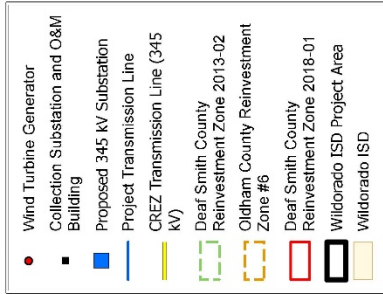 Wind Turbine Generator
Collection Substation and O&M
Building
Proposed 345 kV Substation
Project Transmission Line
CREZ Transmission Line (345
kV)
Deaf Smith County
Reinvestment Zone 2013-02
Oldham County Reinvestment
Zone #6
Deaf Smith County
Reinvestment Zone 2018-01
Wildorado ISD Project Area
Wildorado ISD